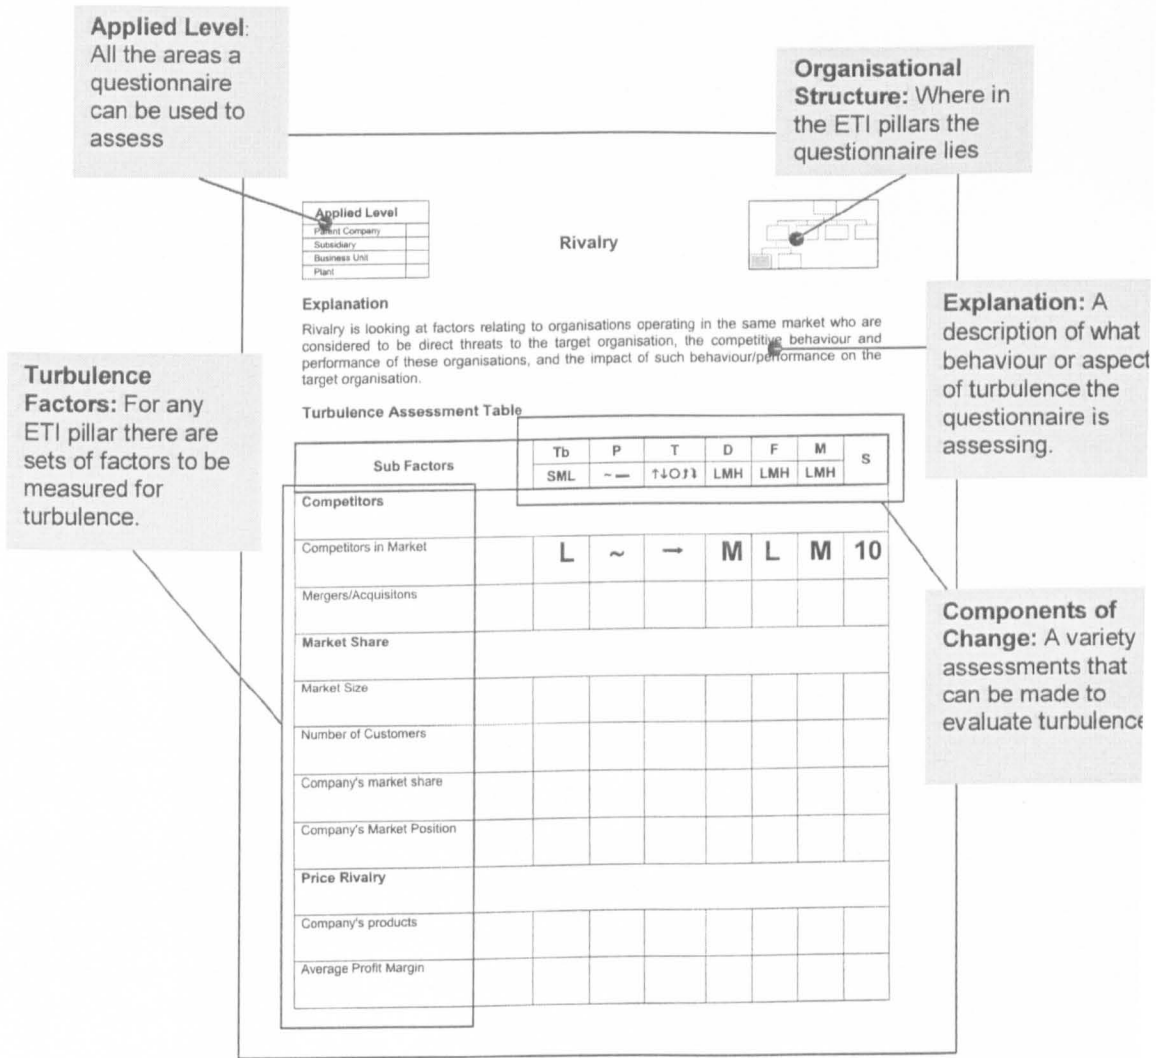 Applied Level:
All the areas a
questionnaire
can be used to
assess
Organisational
Structure: Where in
the ETI pillars the
questionnaire lies
Applied Level
Parent Company
Subsidiary
Business Unit
Plant
Rivalry
Explanation
Rivalry is looking at factors relating to organisations operating in the same market who are
considered to be direct threats to the target organisation, the competitive behaviour and
performance of these organisations, and the impact of such behaviour/performance on the
target organisation.
Explanation: A
description of what
behaviour or aspect
of turbulence the
questionnaire is
assessing.
Turbulence
Factors: For any
ETI pillar there are
sets of factors to be
measured for
turbulence.
Turbulence Assessment Table
Sub Factors Tb P T D F M S
SML ~— ↑↓O↑↓ LMH LMH LMH
Competitors
Competitors in Market L ~ → M L M 10
Mergers/Acquisitons
Market Share
Market Size
Number of Customers
Company's market share
Company's Market Position
Price Rivalry
Company's products
Average Profit Margin
Components of
Change: A variety
assessments that
can be made to
evaluate turbulence